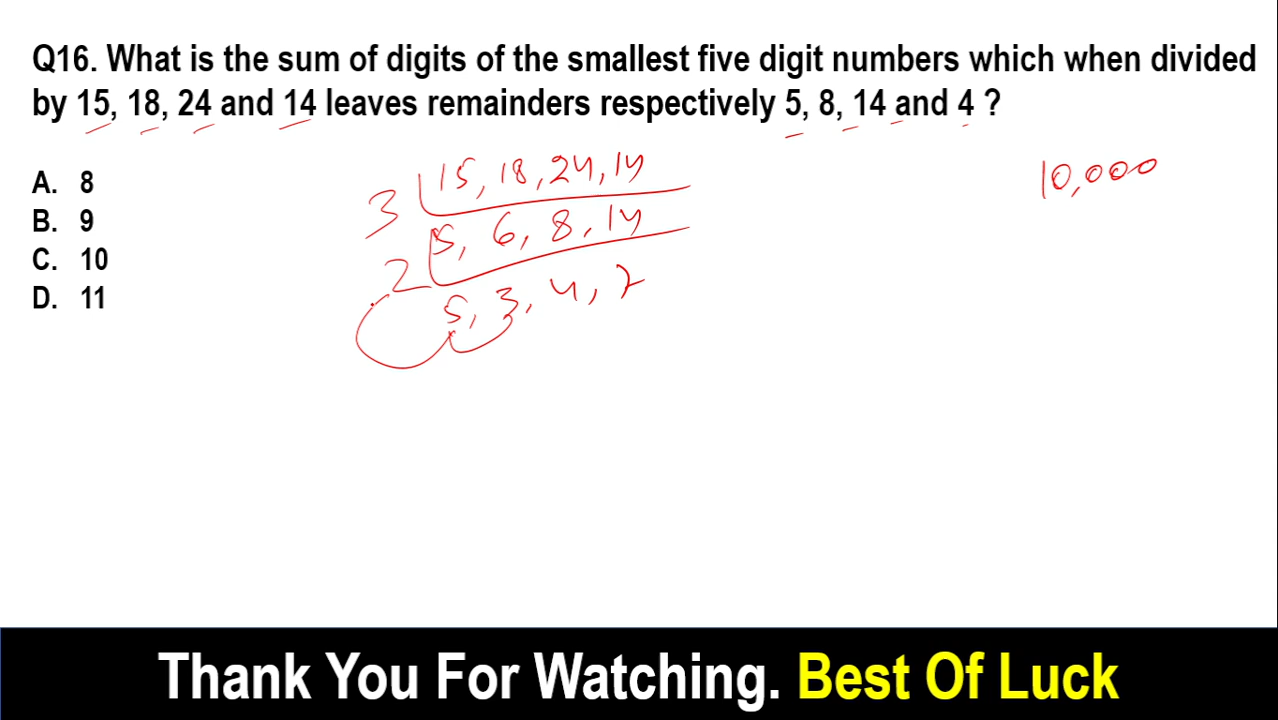 Q16. What is the sum of digits of the smallest five digit numbers which when divided
by 15, 18, 24 and 14 leaves remainders respectively 5, 8, 14 and 4 ?
A. 8
B. 9
C. 10
D. 11
10,000
3 15, 18, 24, 14
5, 6, 8, 14
2
5, 3, 4, 7
Thank You For Watching. Best Of Luck